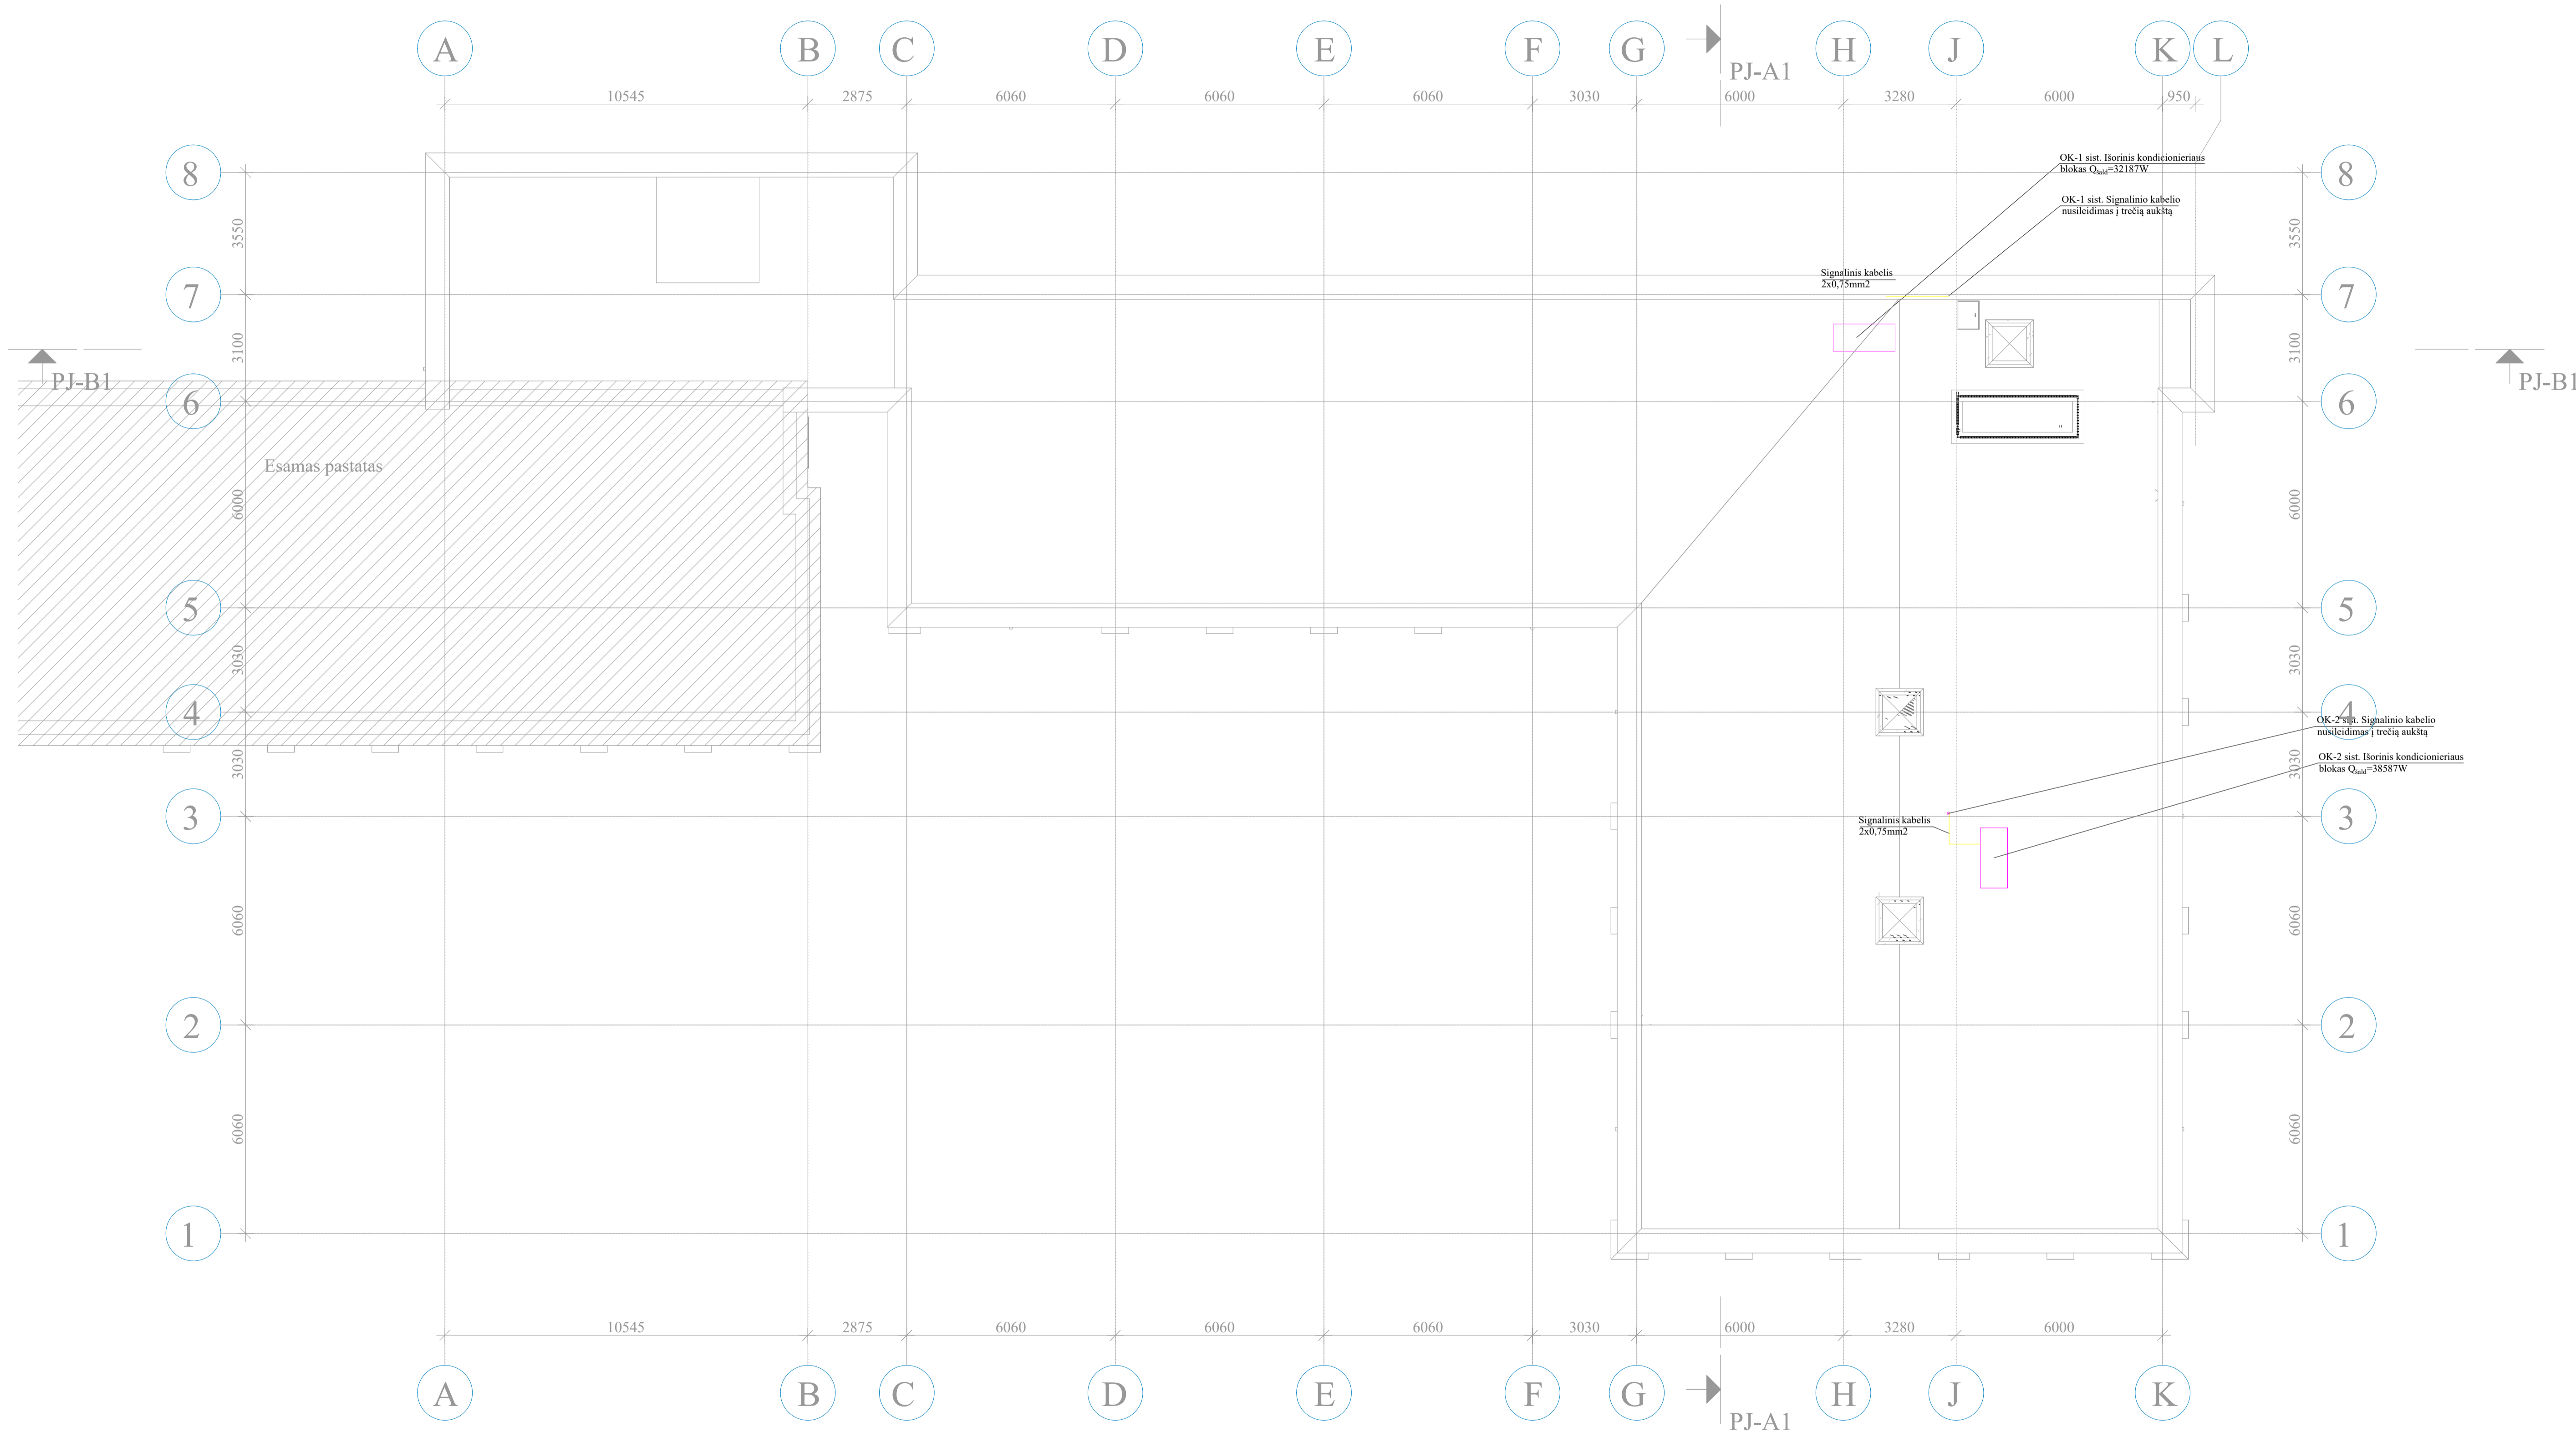 A B C D E F G H J K L
PJ-A1
10545 2875 6060 6060 6060 3030 6000 3280 6000 950
OK-1 sist. Išorinis kondicionieriaus
blokas Qšald=32187W
8 8
OK-1 sist. Signalinio kabelio
nusileidimas į trečią aukštą
3550 3550
Signalinis kabelis
2x0,75mm2
7 7
3100 3100
PJ-B1 PJ-B1
6 6
Esamas pastatas
6000 6000
5 5
3030 3030
4 4
OK-2 sist. Signalinio kabelio
nusileidimas į trečią aukštą
OK-2 sist. Išorinis kondicionieriaus
blokas Qšald=38587W
3030 3030
3 3
Signalinis kabelis
2x0,75mm2
6060 6060
2 2
6060 6060
1 1
10545 2875 6060 6060 6060 3030 6000 3280 6000
A B C D E F G H J K
PJ-A1